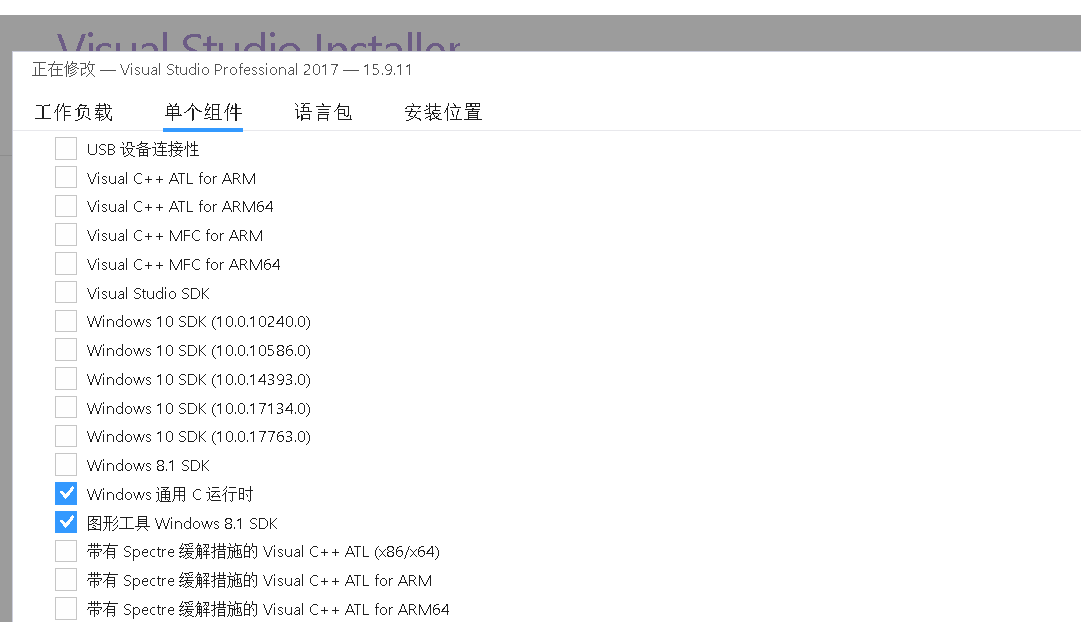 Visual Studio Installer
正在修改 — Visual Studio Professional 2017 — 15.9.11
工作负载 单个组件 语言包 安装位置
USB 设备连接性
Visual C++ ATL for ARM
Visual C++ ATL for ARM64
Visual C++ MFC for ARM
Visual C++ MFC for ARM64
Visual Studio SDK
Windows 10 SDK (10.0.10240.0)
Windows 10 SDK (10.0.10586.0)
Windows 10 SDK (10.0.14393.0)
Windows 10 SDK (10.0.17134.0)
Windows 10 SDK (10.0.17763.0)
Windows 8.1 SDK
Windows 通用 C 运行时
图形工具 Windows 8.1 SDK
带有 Spectre 缓解措施的 Visual C++ ATL (x86/x64)
带有 Spectre 缓解措施的 Visual C++ ATL for ARM
带有 Spectre 缓解措施的 Visual C++ ATL for ARM64